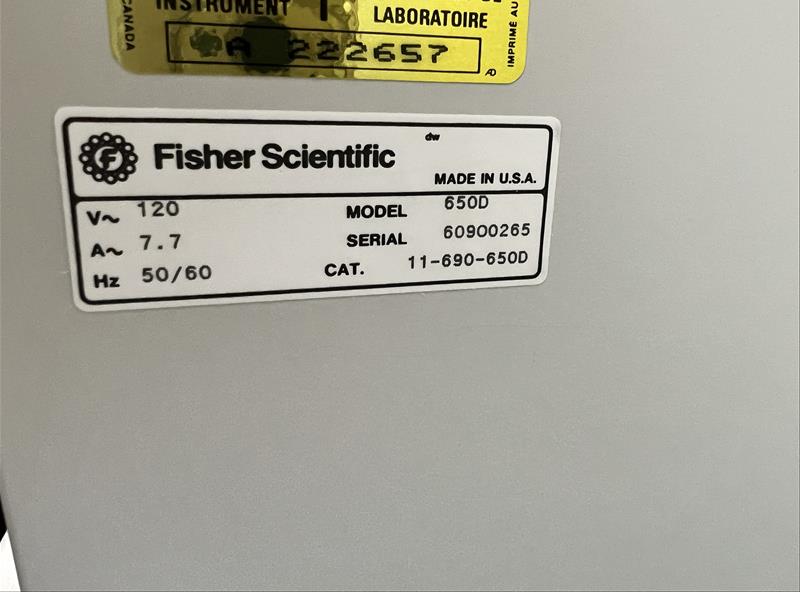 CANADA
INSTRUMENT
LABORATOIRE
IMPRIMÉ AU
A 222657
dw
F Fisher Scientific
MADE IN U.S.A.
V~ 120 MODEL 650D
A~ 7.7 SERIAL 60900265
Hz 50/60 CAT. 11-690-650D